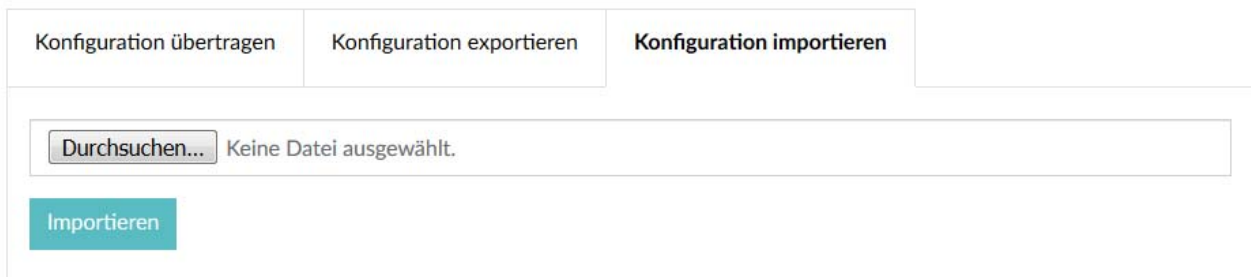 Konfiguration übertragen Konfiguration exportieren Konfiguration importieren
Durchsuchen... Keine Datei ausgewählt.
Importieren